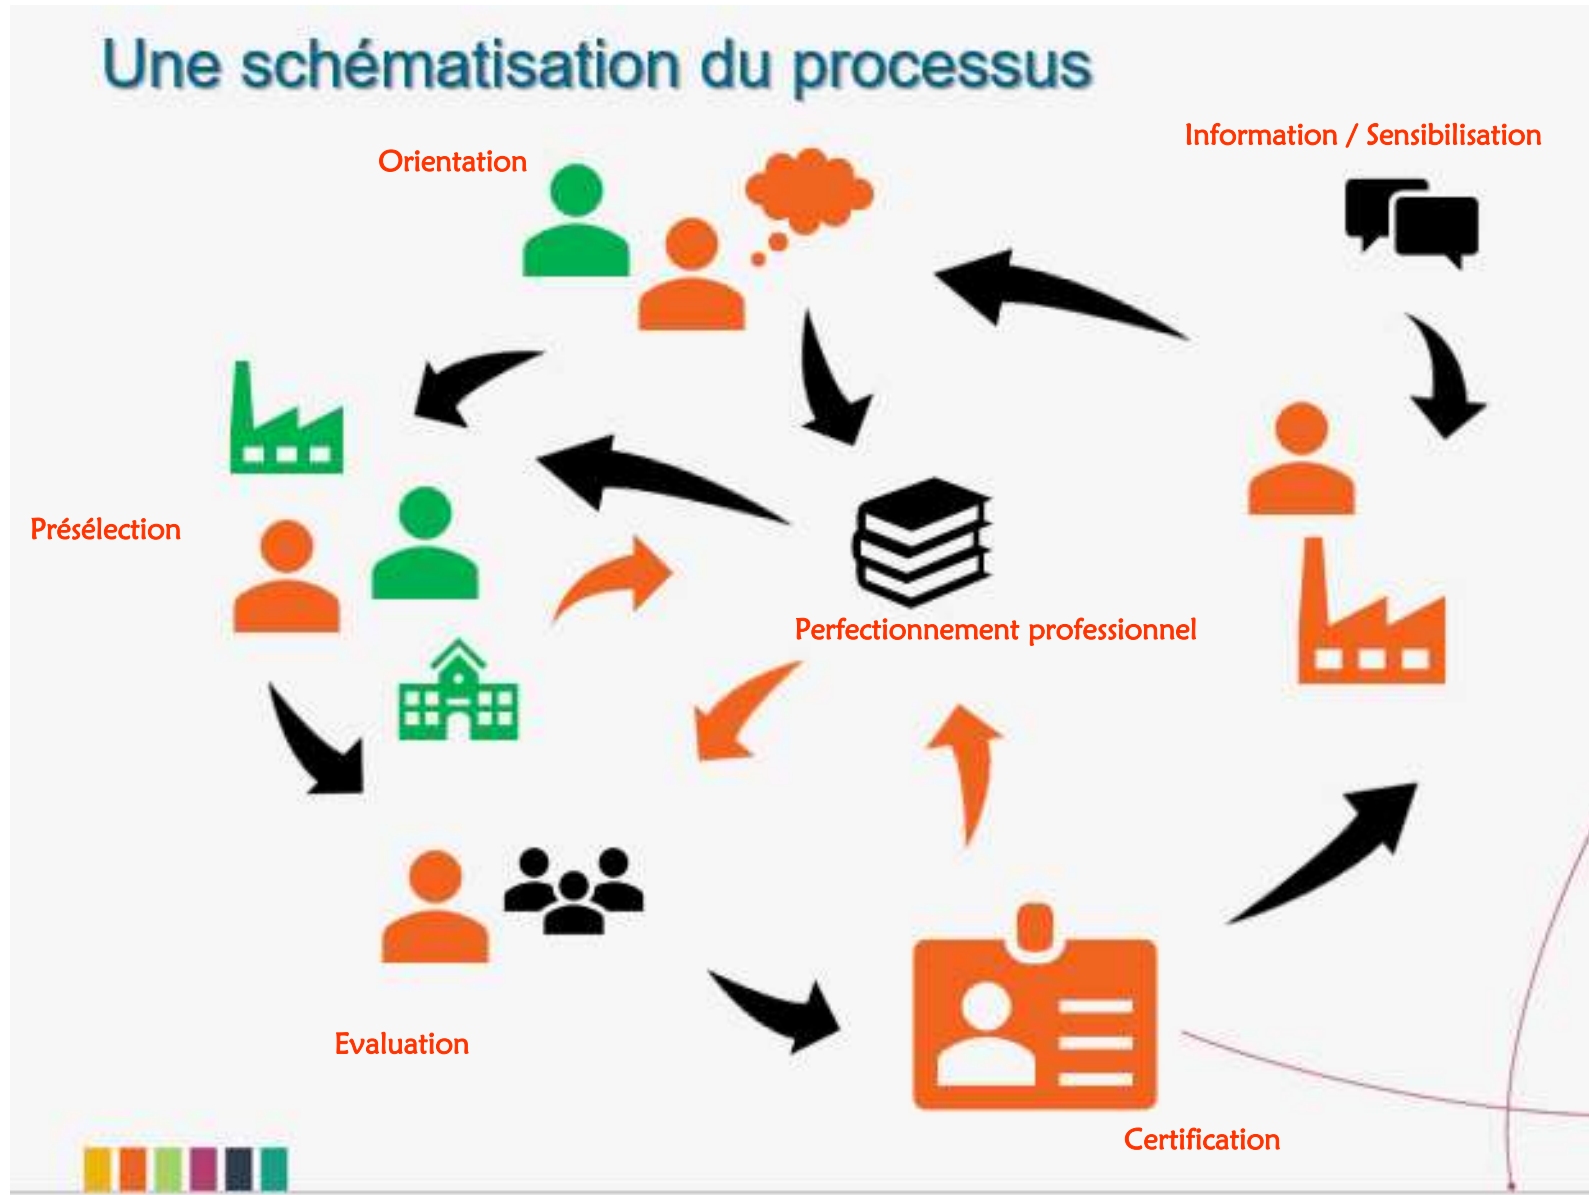 Une schématisation du processus
Information / Sensibilisation
Orientation
Présélection
Perfectionnement professionnel
Evaluation
Certification